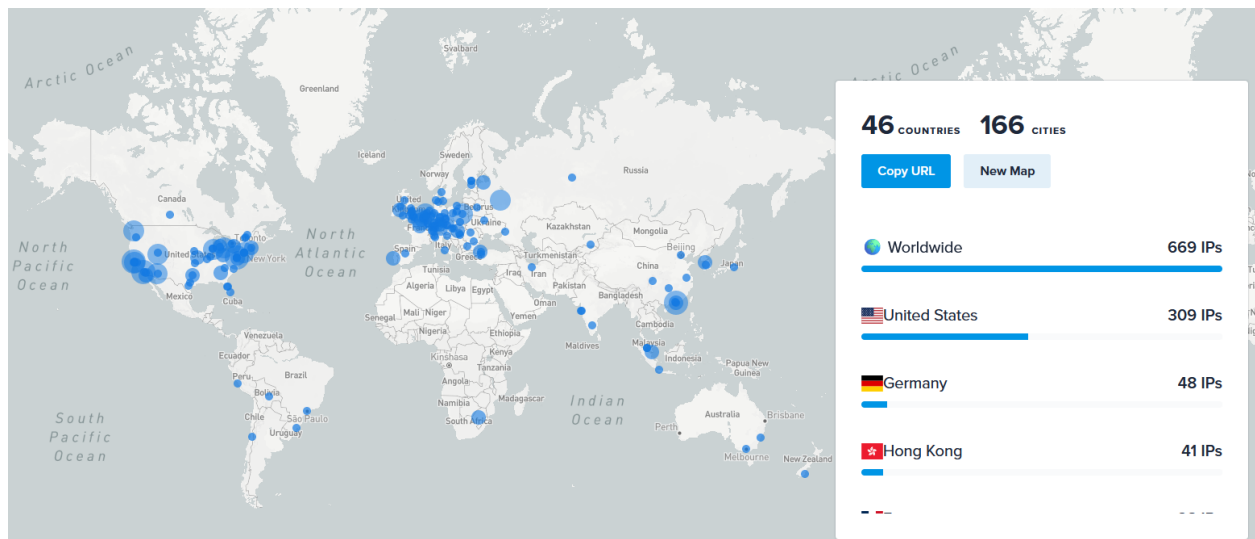 Arctic Ocean
Svalbard
Arctic Ocean
Greenland
Iceland
Sweden
Norway
Russia
Canada
United
Belarus
Ukraine
Kazakhstan
Mongolia
North
Pacific
Ocean
United States
Toronto
New York
North
Atlantic
Ocean
Spain
Italy
Greece
Turkmenistan
Beijing
China
Japan
Tunisia
Iraq
Iran
Algeria
Libya
Egypt
Pakistan
Mexico
Cuba
Oman
Bangladesh
Senegal
Mali
Niger
Yemen
Nigeria
Ethiopia
Cambodia
Venezuela
Maldives
Malaysia
Ecuador
Kinshasa
Kenya
Indonesia
Tanzania
Papua New
Guinea
Peru
Brazil
Angola
Bolivia
Namibia
Madagascar
Indian
Ocean
Chile
São Paulo
South Africa
Australia
Brisbane
South
Pacific
Ocean
Uruguay
Perth
Melbourne
New Zealand
46 COUNTRIES 166 CITIES
Copy URL New Map
Worldwide 669 IPs
United States 309 IPs
Germany 48 IPs
Hong Kong 41 IPs